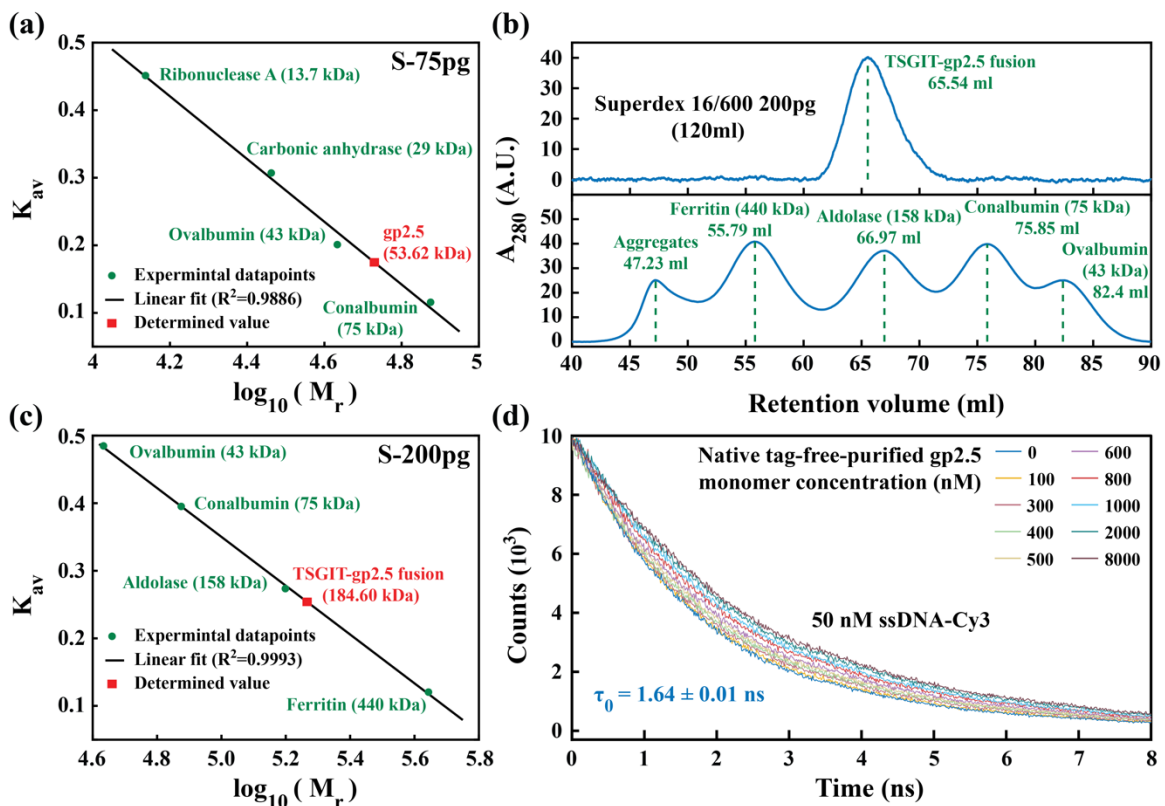 (a)
S-75pg
K_av
0.5
0.4
0.3
0.2
0.1
Ribonuclease A (13.7 kDa)
Carbonic anhydrase (29 kDa)
Ovalbumin (43 kDa)
gp2.5
(53.62 kDa)
Conalbumin
(75 kDa)
Expermintal datapoints
Linear fit (R²=0.9886)
Determined value
4
4.2
4.4
4.6
4.8
5
log₁₀ ( M_r )
(b)
A₂₈₀ (A.U.)
40
30
20
10
0
TSGIT-gp2.5 fusion
65.54 ml
Superdex 16/600 200pg
(120ml)
50
40
30
20
10
0
Aggregates
47.23 ml
Ferritin (440 kDa)
55.79 ml
Aldolase (158 kDa)
66.97 ml
Conalbumin (75 kDa)
75.85 ml
Ovalbumin
(43 kDa)
82.4 ml
40
45
50
55
60
65
70
75
80
85
90
Retention volume (ml)
(c)
S-200pg
K_av
0.5
0.4
0.3
0.2
0.1
Ovalbumin (43 kDa)
Conalbumin (75 kDa)
Aldolase (158 kDa)
TSGIT-gp2.5 fusion
(184.60 kDa)
Ferritin (440 kDa)
Expermintal datapoints
Linear fit (R²=0.9993)
Determined value
4.6
4.8
5.0
5.2
5.4
5.6
5.8
log₁₀ ( M_r )
(d)
Counts (10³)
10
8
6
4
2
0
Native tag-free-purified gp2.5
monomer concentration (nM)
0
100
300
400
500
600
800
1000
2000
8000
50 nM ssDNA-Cy3
τ₀ = 1.64 ± 0.01 ns
0
1
2
3
4
5
6
7
8
Time (ns)